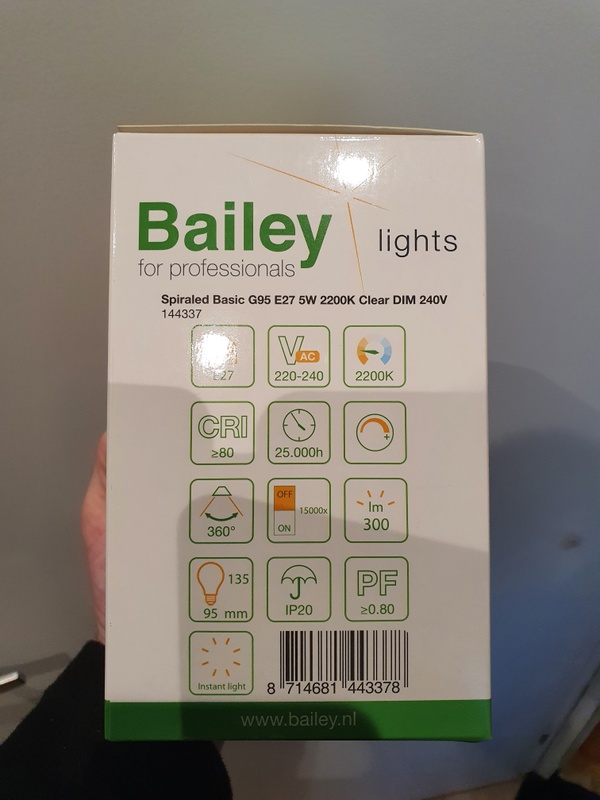 Bailey
lights
for professionals
Spiraled Basic G95 E27 5W 2200K Clear DIM 240V
144337
E27
VAC
220-240
2200K
CRI
≥80
25.000h
+
360°
OFF
ON
15000x
lm
300
135
95 mm
IP20
PF
≥0.80
Instant light
8 714681 443378
www.bailey.nl